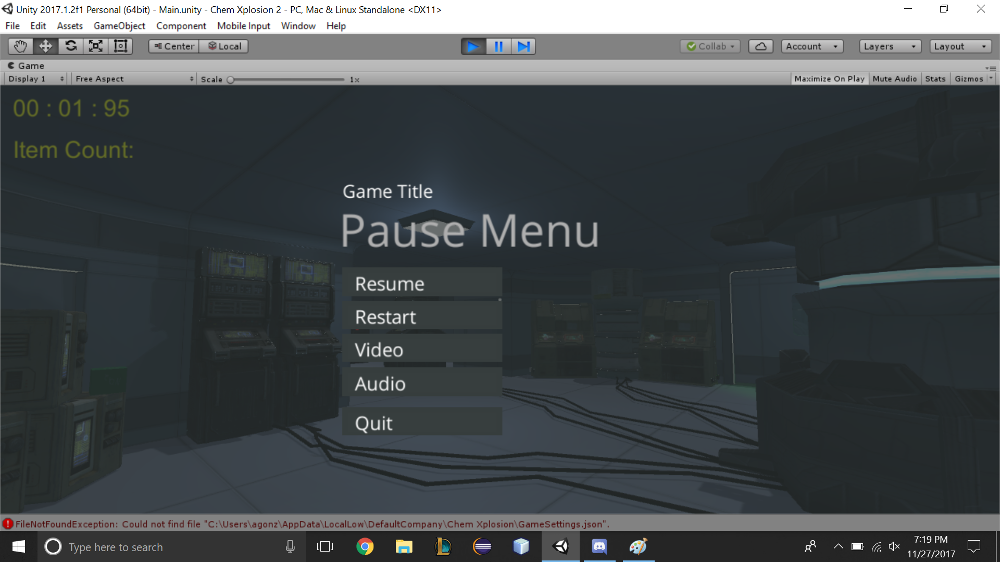 Unity 2017.1.2f1 Personal (64bit) - Main.unity - Chem Xplosion 2 - PC, Mac & Linux Standalone <DX11>
File Edit Assets GameObject Component Mobile Input Window Help
Center Local Collab Account Layers Layout
Game
Display 1 Free Aspect Scale 1x Maximize On Play Mute Audio Stats Gizmos
00 : 01 : 95
Item Count:
Game Title
Pause Menu
Resume
Restart
Video
Audio
Quit
FileNotFoundException: Could not find file "C:\Users\agonz\AppData\LocalLow\DefaultCompany\Chem Xplosion\GameSettings.json".
Type here to search
7:19 PM
11/27/2017